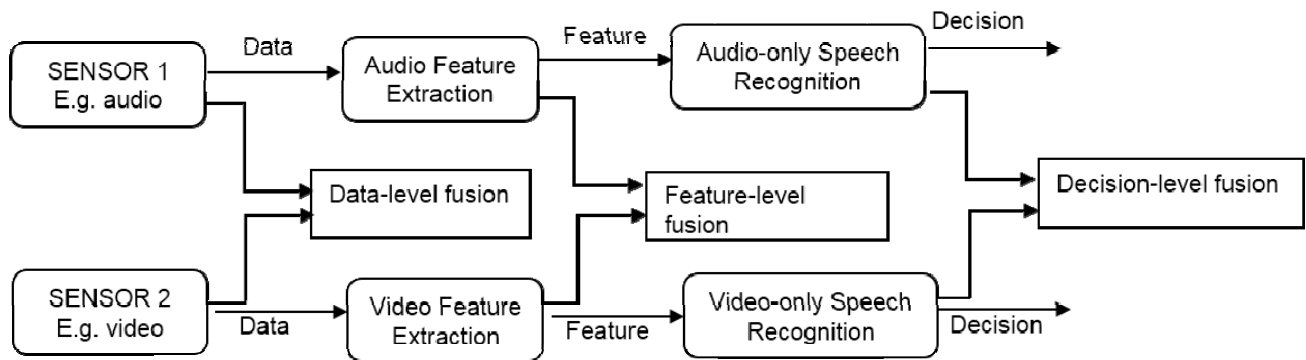 Decision
Data
Feature
SENSOR 1
E.g. audio
Audio Feature
Extraction
Audio-only Speech
Recognition
Data-level fusion
Feature-level
fusion
Decision-level fusion
SENSOR 2
E.g. video
Video Feature
Extraction
Video-only Speech
Recognition
Data
Feature
Decision